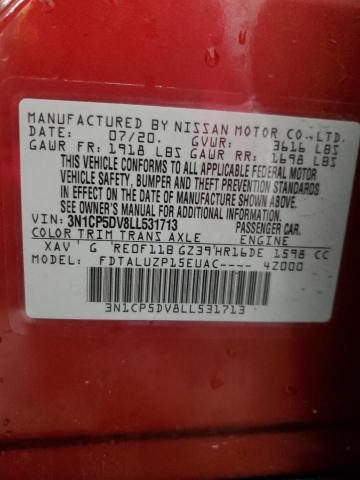 MANUFACTURED BY NISSAN MOTOR CO.,LTD.
DATE: 07/20. GVWR: 3616 LBS
GAWR FR: 1918 LBS GAWR RR: 1698 LBS
THIS VEHICLE CONFORMS TO ALL APPLICABLE FEDERAL MOTOR
VEHICLE SAFETY, BUMPER AND THEFT PREVENTION STANDARDS
IN EFFECT ON THE DATE OF MANUFACTURE SHOWN ABOVE.
SEE OWNER'S MANUAL FOR ADDITIONAL INFORMATION.
VIN: 3N1CP5DV8LL531713 PASSENGER CAR.
COLOR TRIM TRANS AXLE ENGINE
XAV G RE0F11B GZ39 HR16DE 1598 CC
MODEL: FDTALUZP15EUAC---- 4Z000
3N1CP5DV8LL531713